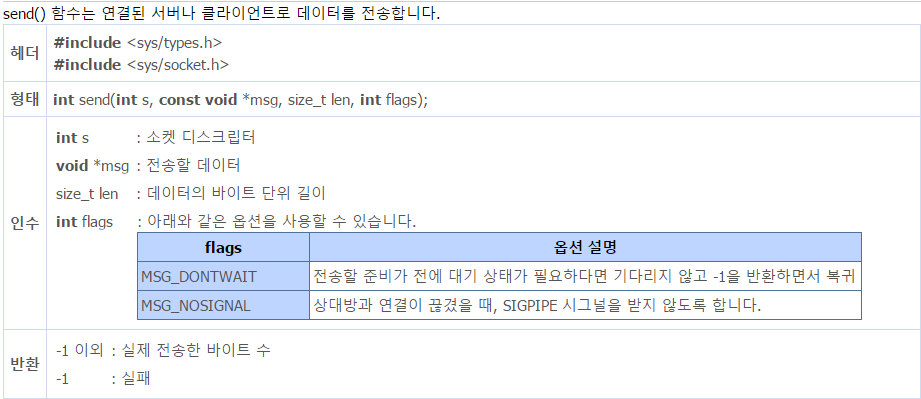 send() 함수는 연결된 서버나 클라이언트로 데이터를 전송합니다.
헤더
#include <sys/types.h>
#include <sys/socket.h>
형태
int send(int s, const void *msg, size_t len, int flags);
인수
int s : 소켓 디스크립터
void *msg : 전송할 데이터
size_t len : 데이터의 바이트 단위 길이
int flags : 아래와 같은 옵션을 사용할 수 있습니다.
flags 옵션 설명
MSG_DONTWAIT 전송할 준비가 전에 대기 상태가 필요하다면 기다리지 않고 -1을 반환하면서 복귀
MSG_NOSIGNAL 상대방과 연결이 끊겼을 때, SIGPIPE 시그널을 받지 않도록 합니다.
반환
-1 이외 : 실제 전송한 바이트 수
-1 : 실패